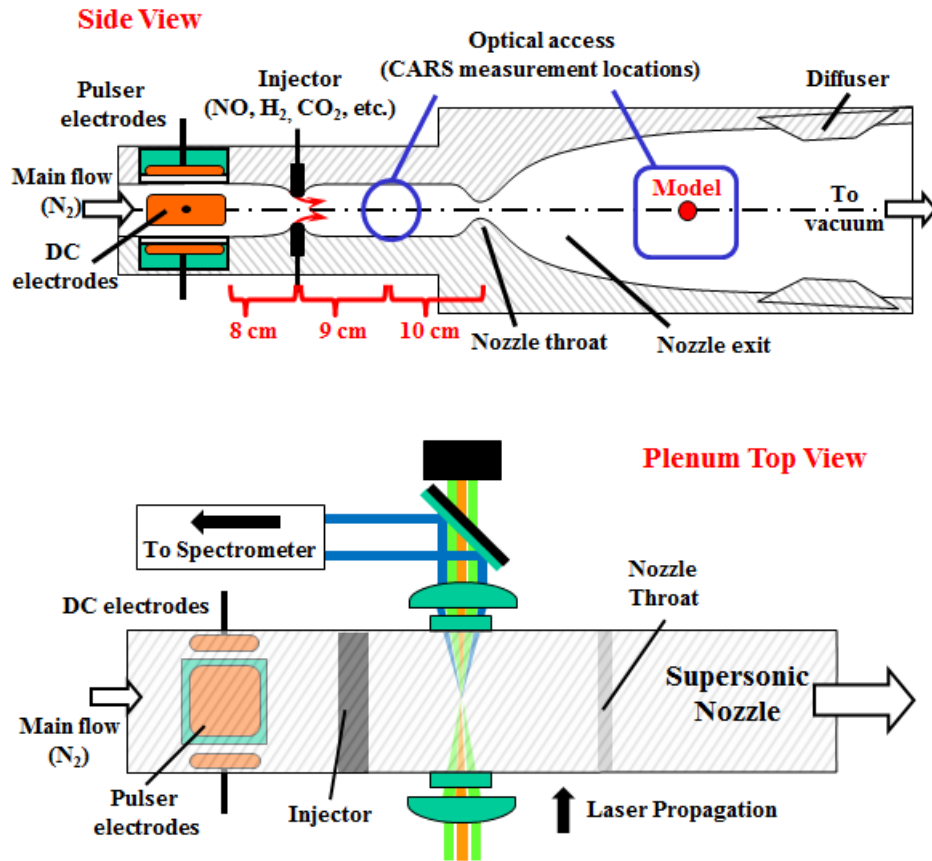 Side View
Optical access
(CARS measurement locations)
Injector
(NO, H2, CO2, etc.)
Diffuser
Pulser
electrodes
Main flow
(N2)
Model
To
vacuum
DC
electrodes
8 cm
9 cm
10 cm
Nozzle throat
Nozzle exit
Plenum Top View
To Spectrometer
Nozzle
Throat
DC electrodes
Supersonic
Nozzle
Main flow
(N2)
Pulser
electrodes
Injector
Laser Propagation